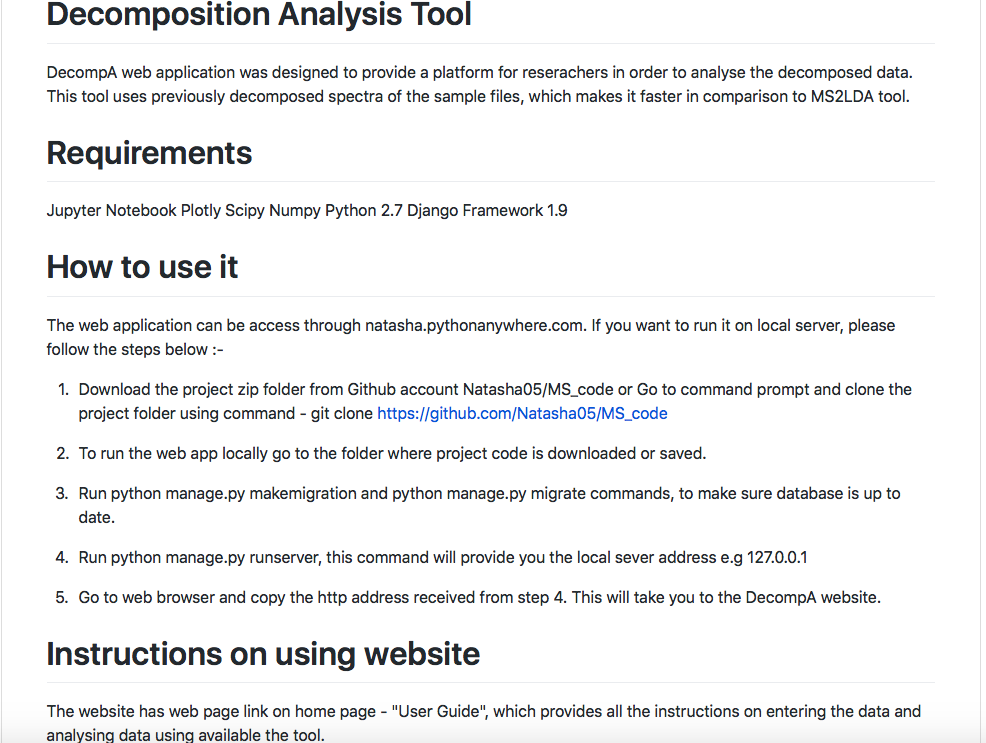 Decomposition Analysis Tool
DecompA web application was designed to provide a platform for reserachers in order to analyse the decomposed data.
This tool uses previously decomposed spectra of the sample files, which makes it faster in comparison to MS2LDA tool.
Requirements
Jupyter Notebook Plotly Scipy Numpy Python 2.7 Django Framework 1.9
How to use it
The web application can be access through natasha.pythonanywhere.com. If you want to run it on local server, please
follow the steps below :-
1. Download the project zip folder from Github account Natasha05/MS_code or Go to command prompt and clone the
project folder using command - git clone https://github.com/Natasha05/MS_code
2. To run the web app locally go to the folder where project code is downloaded or saved.
3. Run python manage.py makemigration and python manage.py migrate commands, to make sure database is up to
date.
4. Run python manage.py runserver, this command will provide you the local sever address e.g 127.0.0.1
5. Go to web browser and copy the http address received from step 4. This will take you to the DecompA website.
Instructions on using website
The website has web page link on home page - "User Guide", which provides all the instructions on entering the data and
analysing data using available the tool.